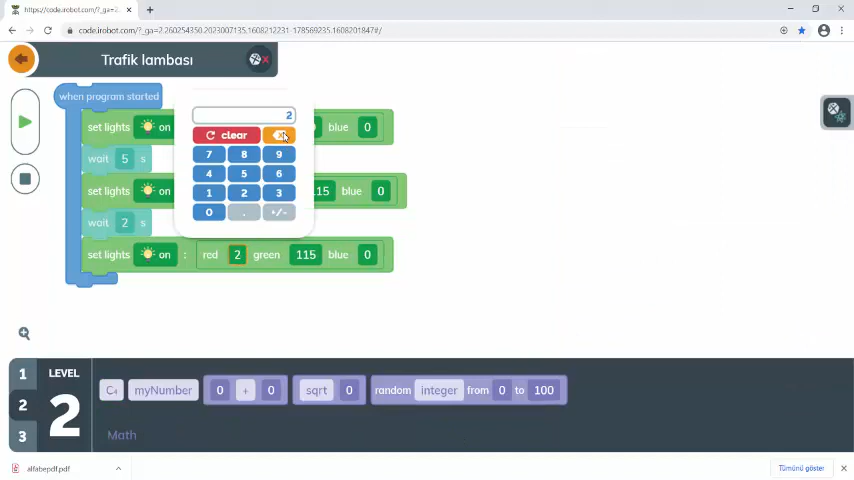 https://code.irobot.com/?_ga=2.
code.irobot.com/?_ga=2.260254350.2023007135.1608212231-178569235.1608201847#/
Trafik lambası
when program started
set lights on blue 0
wait 5 s
set lights on 15 blue 0
wait 2 s
set lights on : red 2 green 115 blue 0
2
clear
7 8 9
4 5 6
1 2 3
0 . +/-
1
2
3
LEVEL
2
C₄ myNumber 0 + 0 sqrt 0 random integer from 0 to 100
Math
alfabepdf.pdf
Tümünü göster